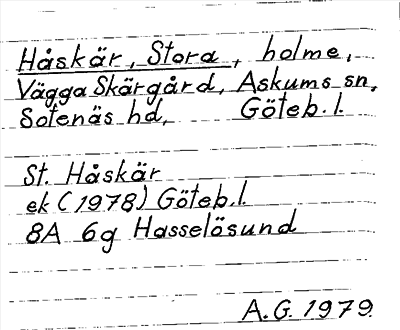 Håskär, Stora, holme,
Vägga Skärgård, Askums sn,
Sotenäs hd, Göteb. l.
St. Håskär
ek (1978) Göteb. l.
8A 6g Hasselösund
A. G. 1979.